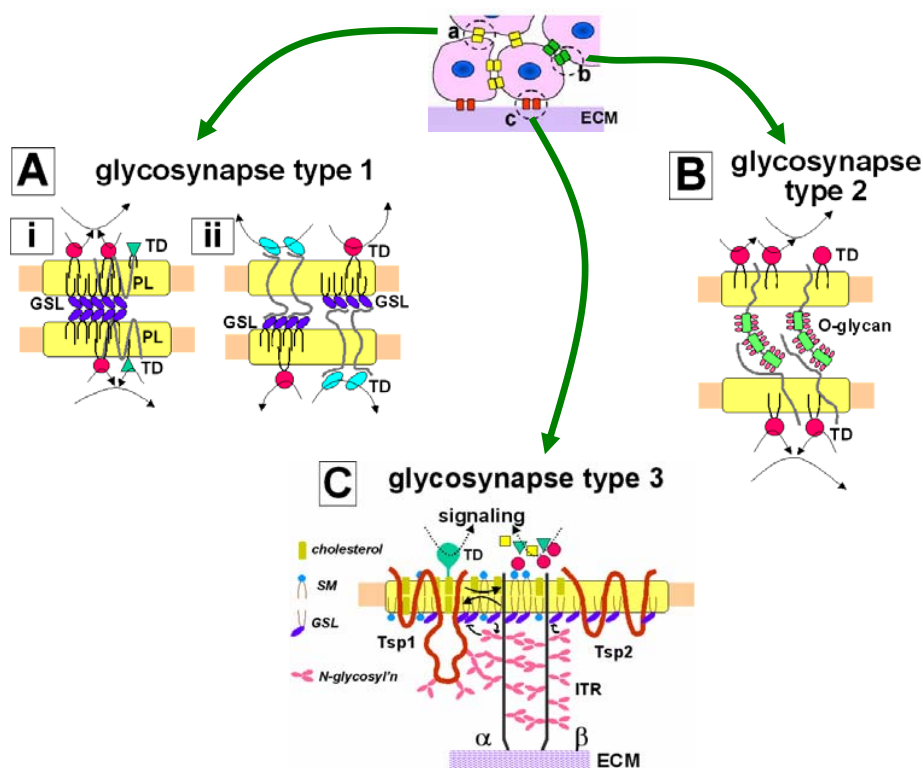 a
b
c
ECM
A
glycosynapse type 1
i
TD
PL
GSL
PL
TD
ii
TD
GSL
GSL
TD
B
glycosynapse
type 2
TD
O-glycan
TD
C
glycosynapse type 3
signaling
cholesterol
TD
SM
GSL
Tsp1
Tsp2
N-glycosyl'n
ITR
α
β
ECM